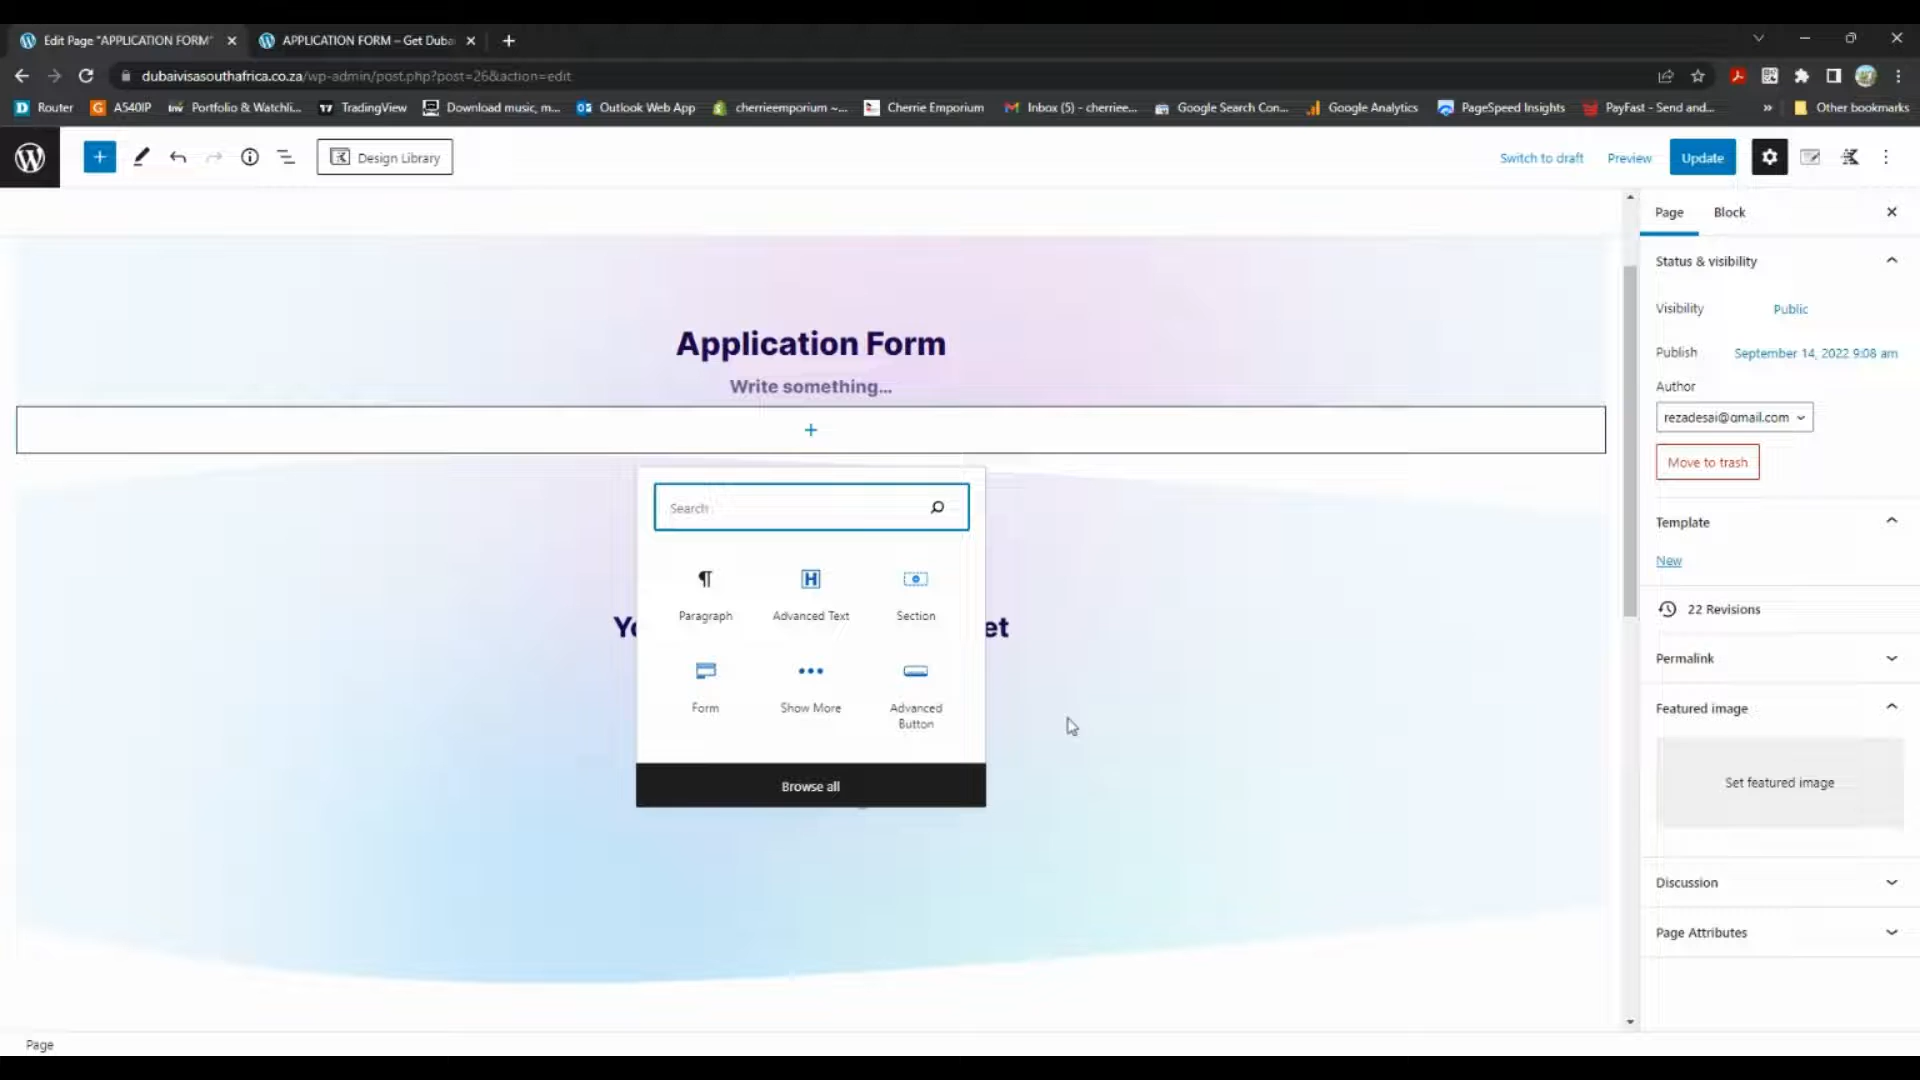 Edit Page "APPLICATION FORM"
APPLICATION FORM – Get Duba
dubaivisasouthafrica.co.za/wp-admin/post.php?post=26&action=edit
Router
A540IP
Portfolio & Watchli...
TradingView
Download music, m...
Outlook Web App
cherrieemporium ~...
Cherrie Emporium
Inbox (5) - cherriee...
Google Search Con...
Google Analytics
PageSpeed Insights
PayFast - Send and...
»
Other bookmarks
Design Library
Switch to draft
Preview
Update
Page
Block
Status & visibility
Visibility
Public
Publish
September 14, 2022 9:08 am
Author
rezadesai@gmail.com
Move to trash
Template
New
22 Revisions
Permalink
Featured image
Set featured image
Discussion
Page Attributes
Application Form
Write something...
Search
Paragraph
Advanced Text
Section
Form
Show More
Advanced
Button
Browse all
Yo
et
Page